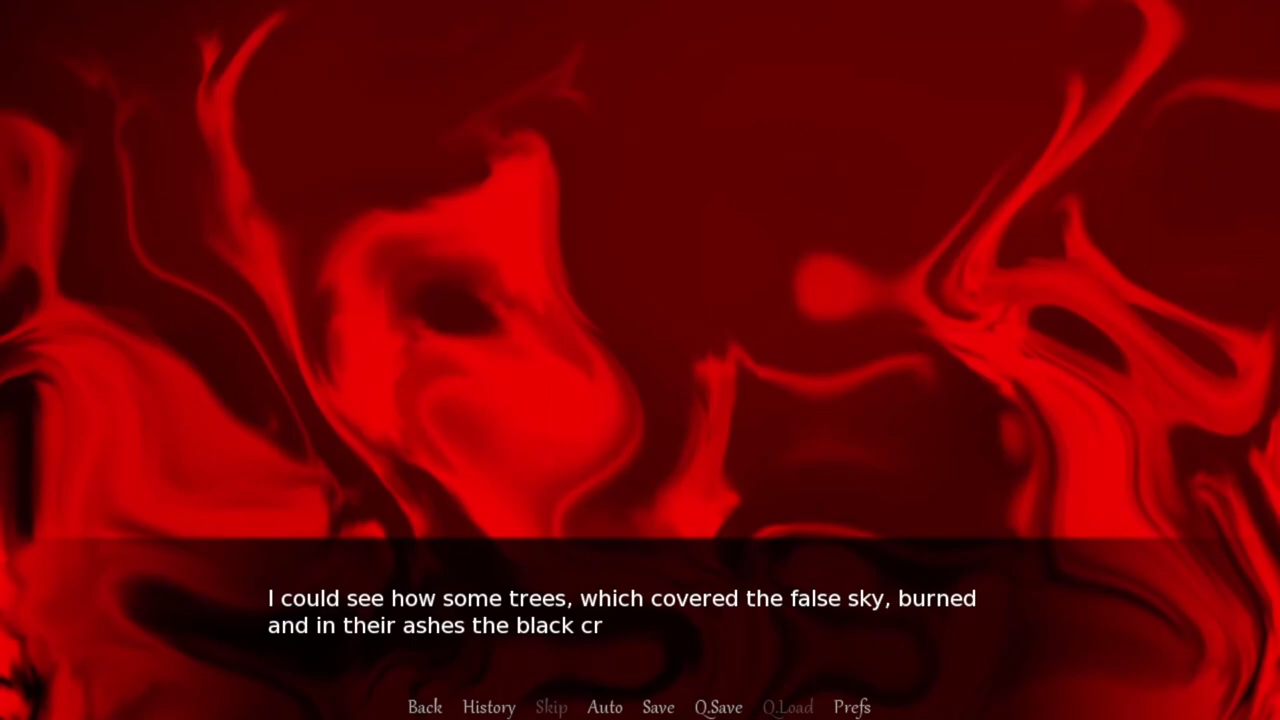 I could see how some trees, which covered the false sky, burned
and in their ashes the black cr
Back History Skip Auto Save Q.Save Q.Load Prefs